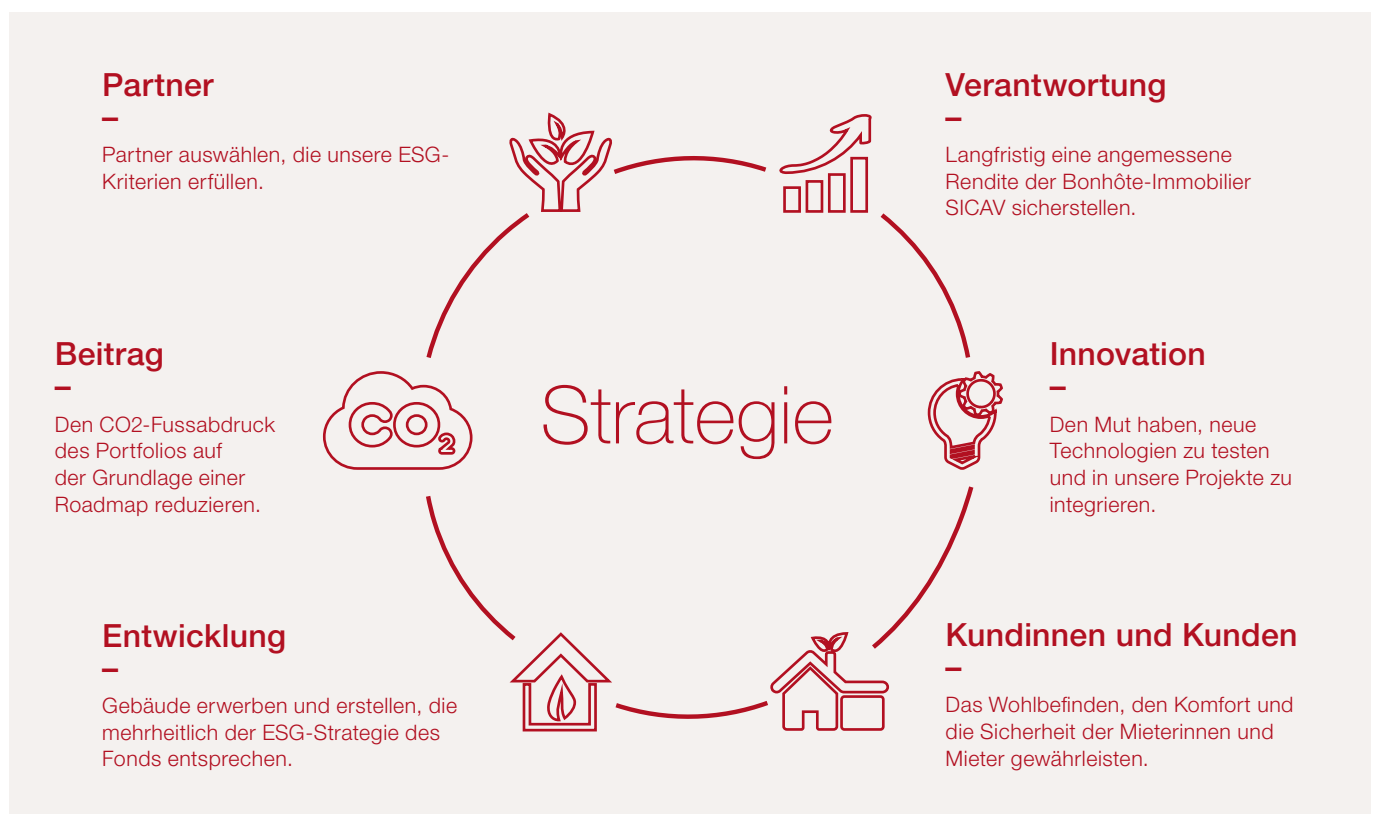 Partner
–
Partner auswählen, die unsere ESG-
Kriterien erfüllen.
Verantwortung
–
Langfristig eine angemessene
Rendite der Bonhôte-Immobilier
SICAV sicherstellen.
Beitrag
–
Den CO2-Fussabdruck
des Portfolios auf
der Grundlage einer
Roadmap reduzieren.
CO2
Strategie
Innovation
–
Den Mut haben, neue
Technologien zu testen
und in unsere Projekte zu
integrieren.
Entwicklung
–
Gebäude erwerben und erstellen, die
mehrheitlich der ESG-Strategie des
Fonds entsprechen.
Kundinnen und Kunden
–
Das Wohlbefinden, den Komfort und
die Sicherheit der Mieterinnen und
Mieter gewährleisten.